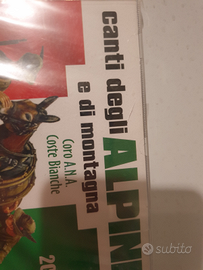 canti degli
ALPINI
e di montagna
Coro A.N.A.
Coste Bianche
20
subito